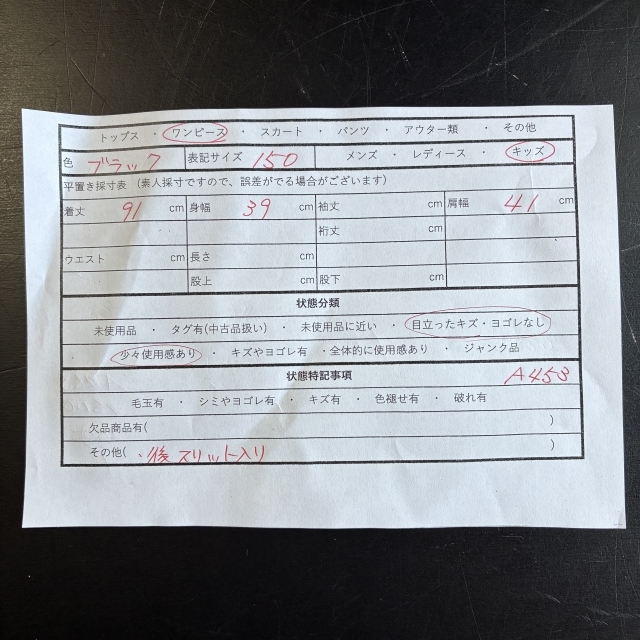 トップス ・ ワンピース ・ スカート ・ パンツ ・ アウター類 ・ その他
色 ブラック 表記サイズ 150 メンズ ・ レディース ・ キッズ
平置き採寸表 （素人採寸ですので、誤差がでる場合がございます）
着丈 91 cm 身幅 39 cm 袖丈 cm 肩幅 41 cm
裄丈 cm
ウエスト cm 長さ cm
股上 cm 股下 cm
状態分類
未使用品 ・ タグ有(中古品扱い) ・ 未使用品に近い ・ 目立ったキズ・ヨゴレなし
少々使用感あり ・ キズやヨゴレ有 ・全体的に使用感あり ・ ジャンク品
状態特記事項 A453
毛玉有 ・ シミやヨゴレ有 ・ キズ有 ・ 色褪せ有 ・ 破れ有
欠品商品有( )
その他( ・後スリット入り )